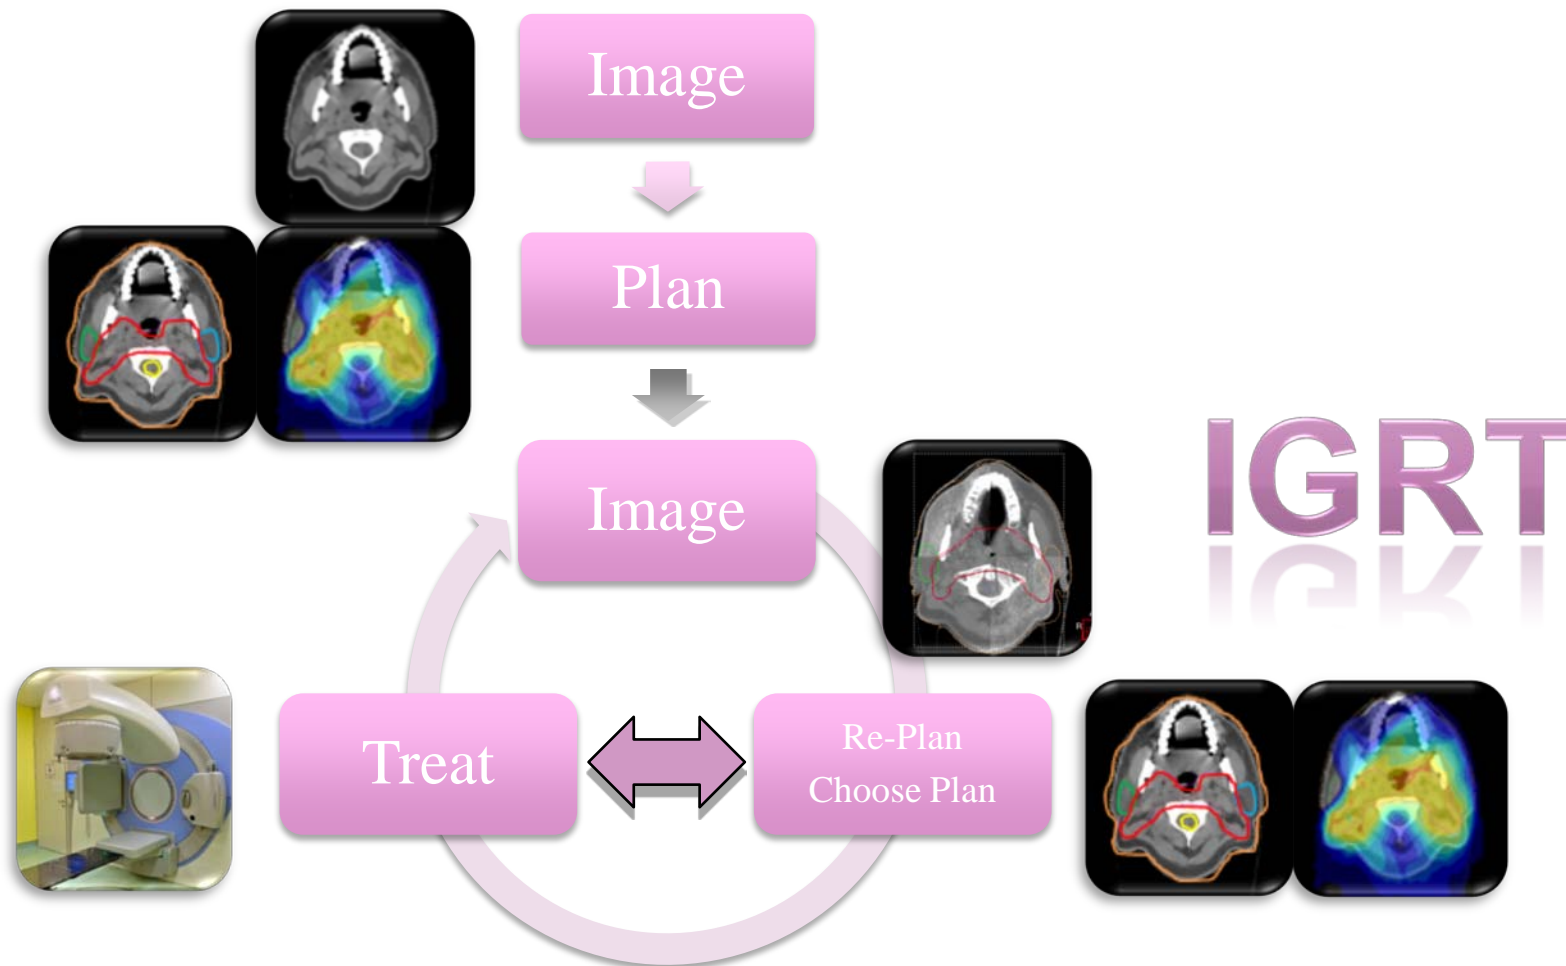 Image
Plan
Image
IGRT
Treat
Re-Plan
Choose Plan
R